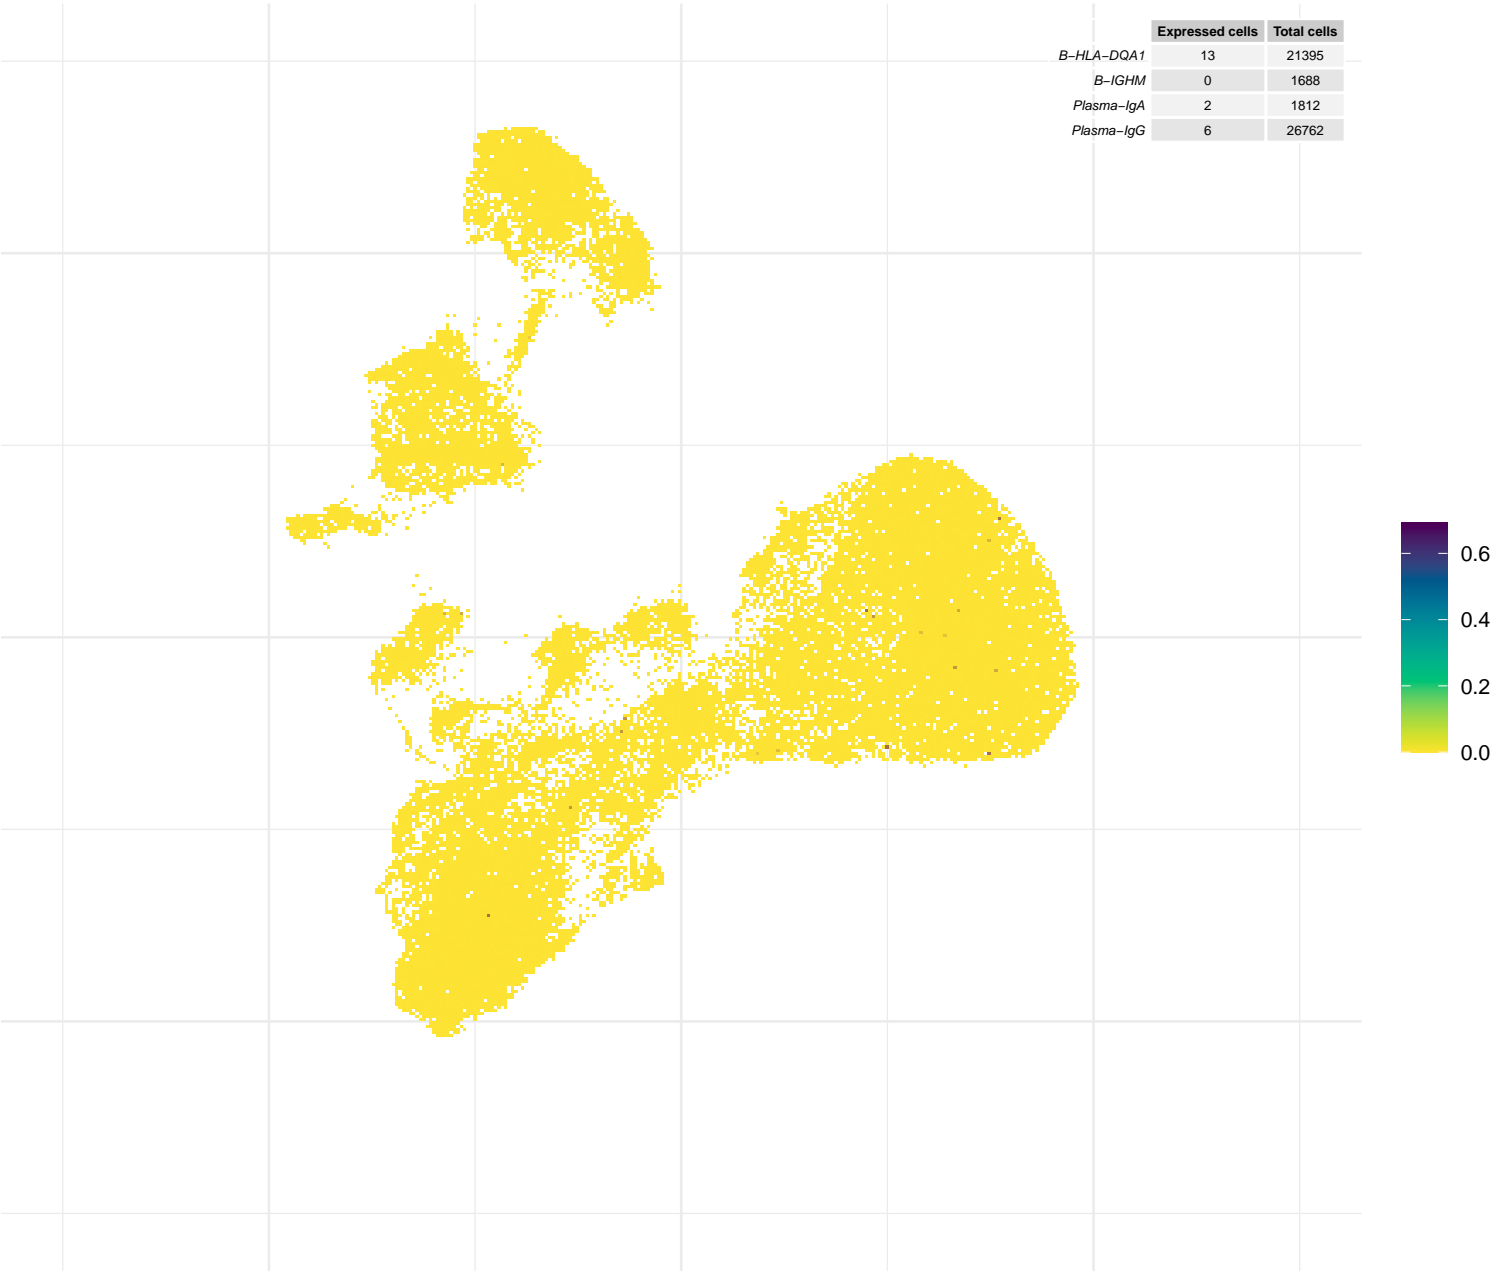 Expressed cells Total cells
B−HLA−DQA1 13 21395
B−IGHM 0 1688
Plasma−IgA 2 1812
Plasma−IgG 6 26762
0.6
0.4
0.2
0.0